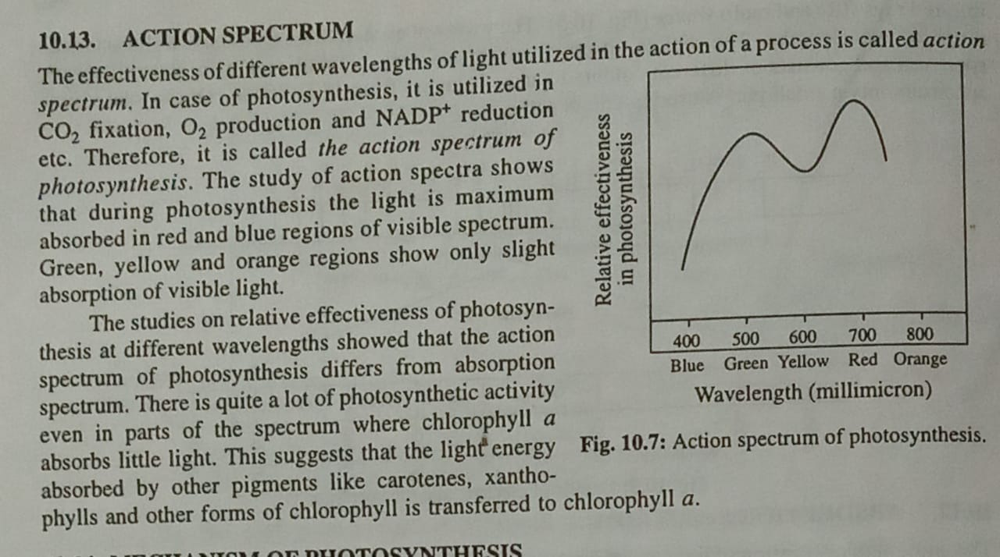 10.13. ACTION SPECTRUM
The effectiveness of different wavelengths of light utilized in the action of a process is called action
spectrum. In case of photosynthesis, it is utilized in
CO₂ fixation, O₂ production and NADP⁺ reduction
etc. Therefore, it is called the action spectrum of
photosynthesis. The study of action spectra shows
that during photosynthesis the light is maximum
absorbed in red and blue regions of visible spectrum.
Green, yellow and orange regions show only slight
absorption of visible light.
The studies on relative effectiveness of photosyn-
thesis at different wavelengths showed that the action
spectrum of photosynthesis differs from absorption
spectrum. There is quite a lot of photosynthetic activity
even in parts of the spectrum where chlorophyll a
absorbs little light. This suggests that the light energy
absorbed by other pigments like carotenes, xantho-
phylls and other forms of chlorophyll is transferred to chlorophyll a.
Relative effectiveness
in photosynthesis
400 500 600 700 800
Blue Green Yellow Red Orange
Wavelength (millimicron)
Fig. 10.7: Action spectrum of photosynthesis.
MECHANISM OF PHOTOSYNTHESIS